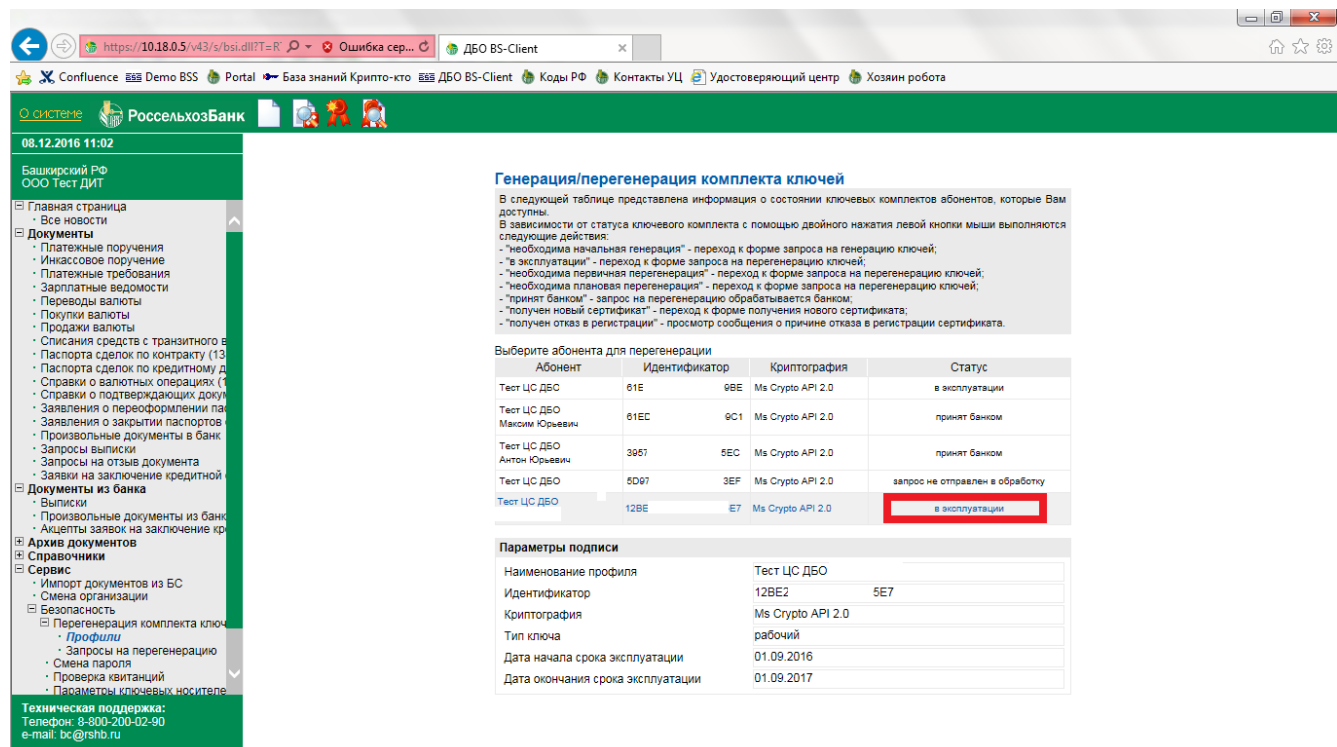 https://10.18.0.5/v43/s/bsi.dll?T=R Ошибка сер... ДБО BS-Client
Confluence Demo BSS Portal База знаний Крипто-кто ДБО BS-Client Коды РФ Контакты УЦ Удостоверяющий центр Хозяин робота
О системе РоссельхозБанк
08.12.2016 11:02
Башкирский РФ
ООО Тест ДИТ
Главная страница
Все новости
Документы
Платежные поручения
Инкассовое поручение
Платежные требования
Зарплатные ведомости
Переводы валюты
Покупки валюты
Продажи валюты
Списания средств с транзитного в
Паспорта сделок по контракту (13
Паспорта сделок по кредитному д
Справки о валютных операциях (1
Справки о подтверждающих докум
Заявления о переоформлении пас
Заявления о закрытии паспортов
Произвольные документы в банк
Запросы выписки
Запросы на отзыв документа
Заявки на заключение кредитной
Документы из банка
Выписки
Произвольные документы из банк
Акцепты заявок на заключение кр
Архив документов
Справочники
Сервис
Импорт документов из БС
Смена организации
Безопасность
Перегенерация комплекта ключ
Профили
Запросы на перегенерацию
Смена пароля
Проверка квитанций
Параметры ключевых носителе
Техническая поддержка:
Телефон: 8-800-200-02-90
e-mail: bc@rshb.ru
Генерация/перегенерация комплекта ключей
В следующей таблице представлена информация о состоянии ключевых комплектов абонентов, которые Вам
доступны.
В зависимости от статуса ключевого комплекта с помощью двойного нажатия левой кнопки мыши выполняются
следующие действия:
- "необходима начальная генерация" - переход к форме запроса на генерацию ключей;
- "в эксплуатации" - переход к форме запроса на перегенерацию ключей;
- "необходима первичная перегенерация" - переход к форме запроса на перегенерацию ключей;
- "необходима плановая перегенерация" - переход к форме запроса на перегенерацию ключей;
- "принят банком" - запрос на перегенерацию обрабатывается банком;
- "получен новый сертификат" - переход к форме получения нового сертификата;
- "получен отказ в регистрации" - просмотр сообщения о причине отказа в регистрации сертификата.
Выберите абонента для перегенерации
Абонент Идентификатор Криптография Статус
Тест ЦС ДБО 61E 9BE Ms Crypto API 2.0 в эксплуатации
Тест ЦС ДБО
Максим Юрьевич 61EC 9C1 Ms Crypto API 2.0 принят банком
Тест ЦС ДБО
Антон Юрьевич 3957 5EC Ms Crypto API 2.0 принят банком
Тест ЦС ДБО 5D97 3EF Ms Crypto API 2.0 запрос не отправлен в обработку
Тест ЦС ДБО
12BE E7 Ms Crypto API 2.0 в эксплуатации
Параметры подписи
Наименование профиля Тест ЦС ДБО
Идентификатор 12BE2 5E7
Криптография Ms Crypto API 2.0
Тип ключа рабочий
Дата начала срока эксплуатации 01.09.2016
Дата окончания срока эксплуатации 01.09.2017